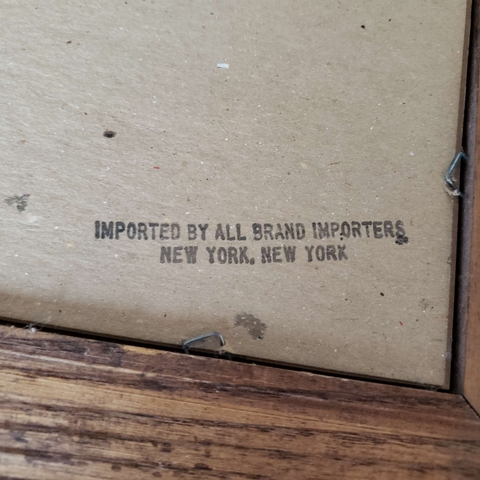 IMPORTED BY ALL BRAND IMPORTERS
NEW YORK, NEW YORK